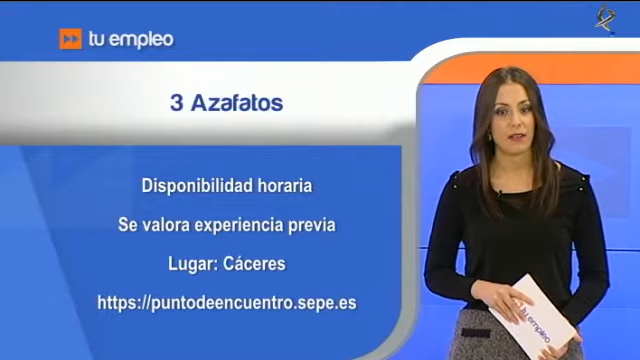 tu empleo
3 Azafatos
Disponibilidad horaria
Se valora experiencia previa
Lugar: Cáceres
https://puntodeencuentro.sepe.es
tu empleo